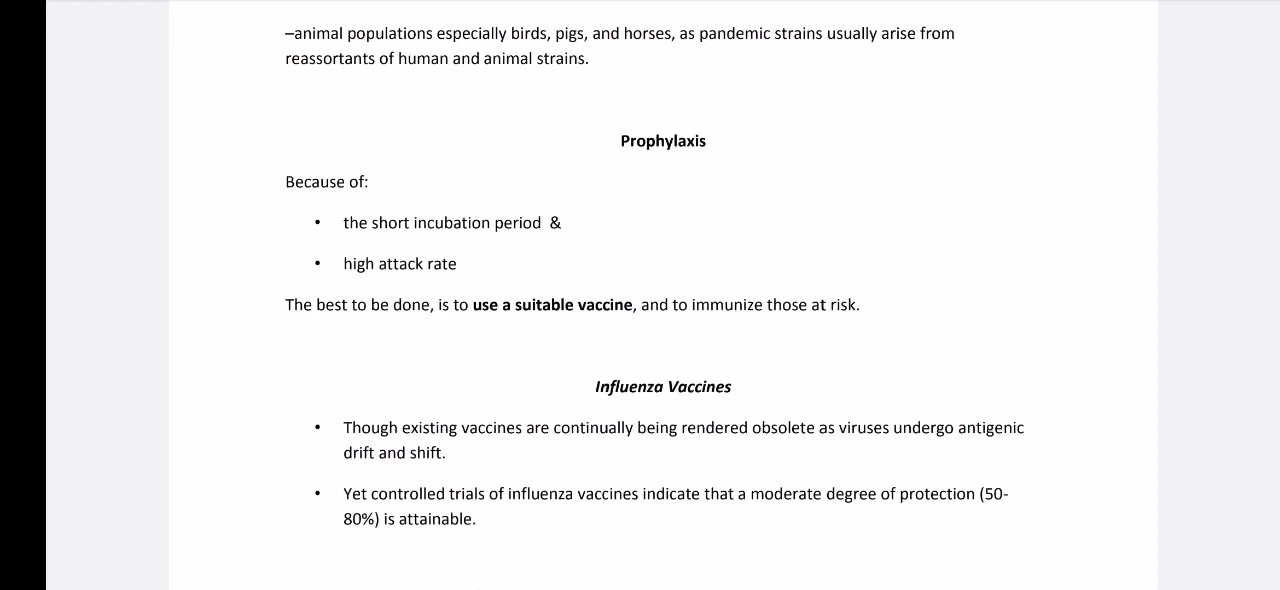 –animal populations especially birds, pigs, and horses, as pandemic strains usually arise from
reassortants of human and animal strains.
Prophylaxis
Because of:
• the short incubation period  &
• high attack rate
The best to be done, is to use a suitable vaccine, and to immunize those at risk.
Influenza Vaccines
• Though existing vaccines are continually being rendered obsolete as viruses undergo antigenic
drift and shift.
• Yet controlled trials of influenza vaccines indicate that a moderate degree of protection (50-
80%) is attainable.